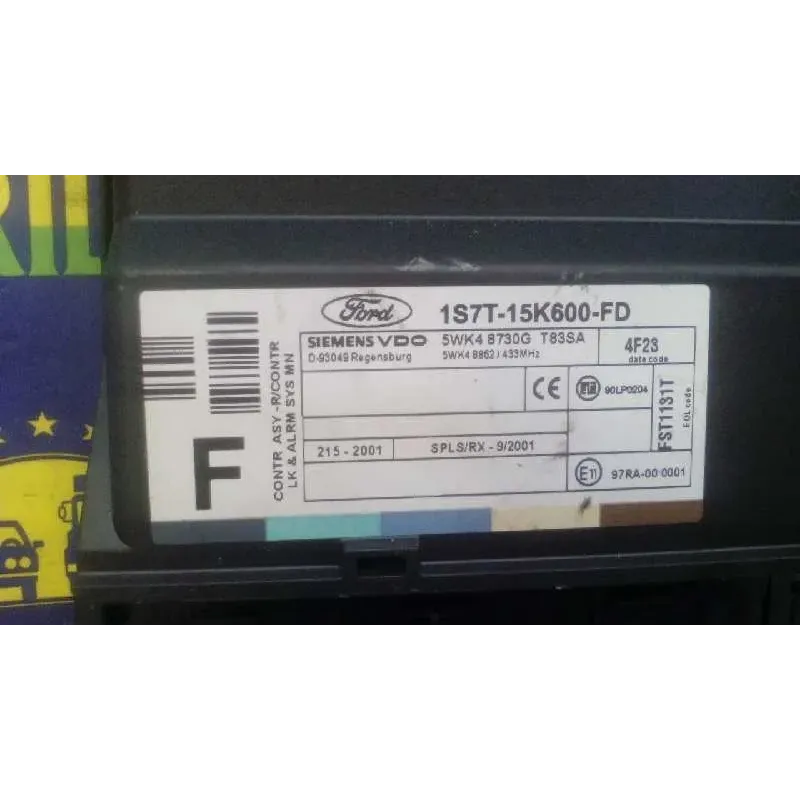 Ford
1S7T-15K600-FD
SIEMENS VDO
D-93049 Regensburg
5WK4 8730G T83SA
5WK4 8862 / 433MHz
4F23
date code
CE
90LP0204
FST1131T
EOL code
215 - 2001
SPLS/RX - 9/2001
E11
97RA-00 0001
CONTR ASY -R/CONTR
LK & ALRM SYS MN
F